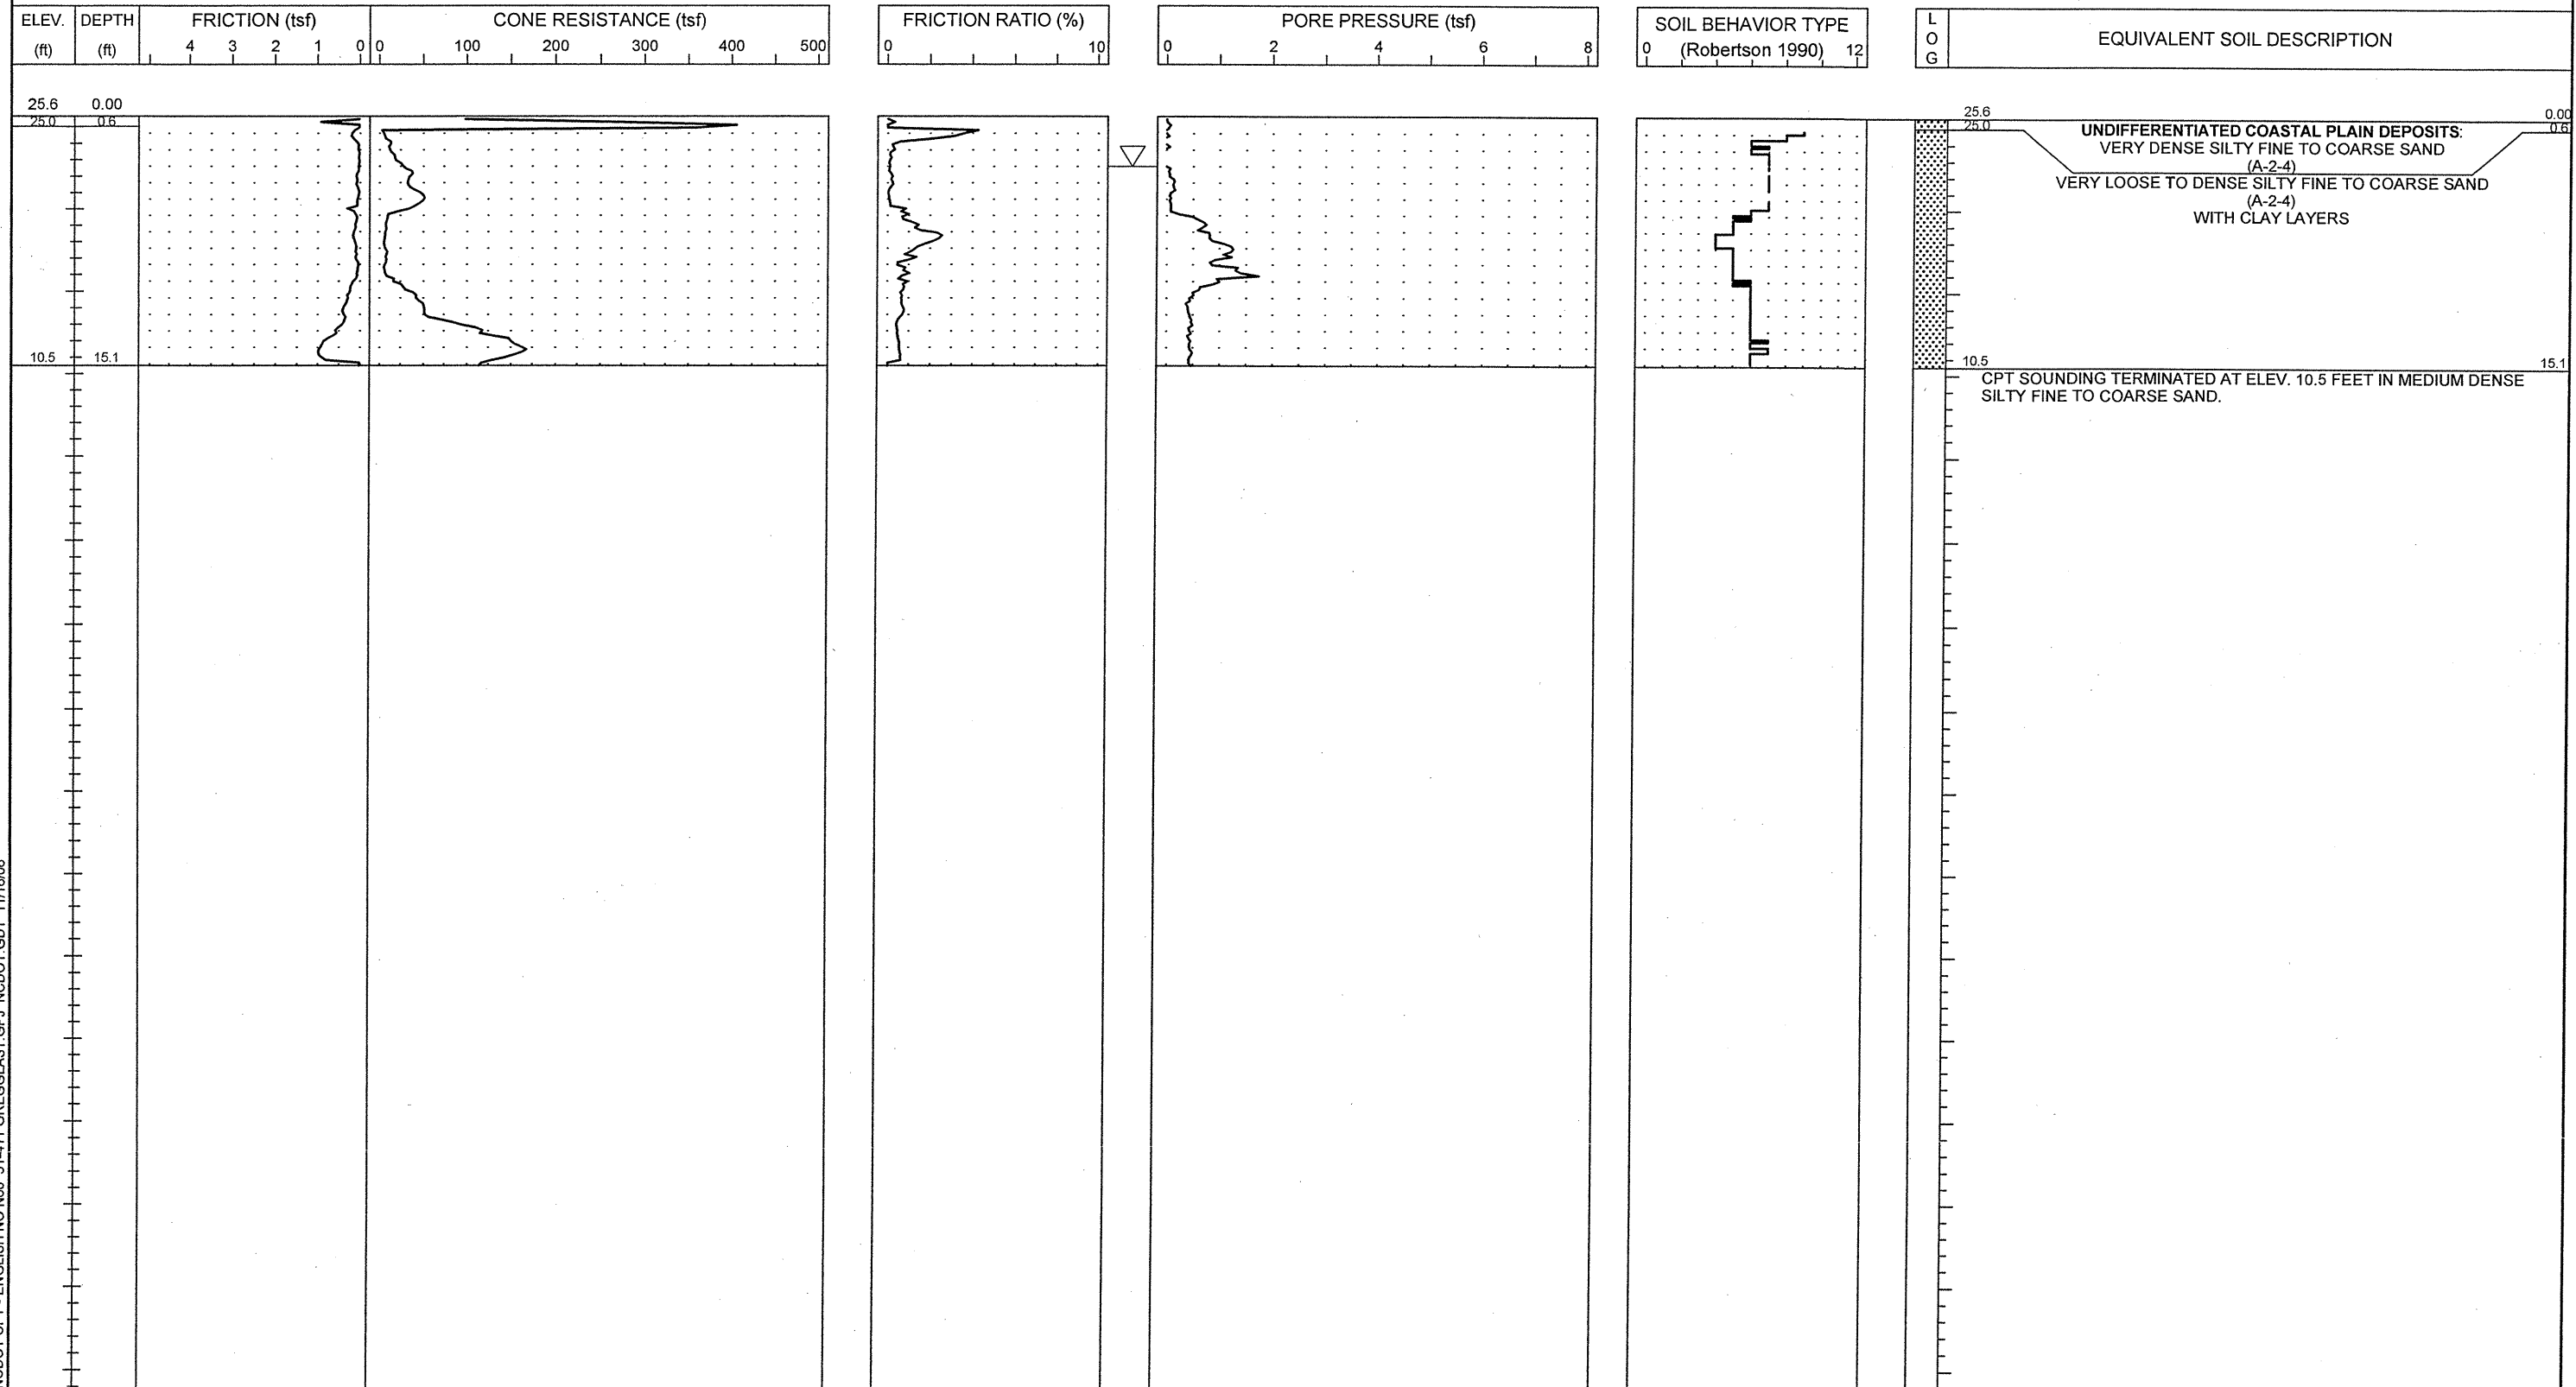 ELEV. DEPTH FRICTION (tsf) CONE RESISTANCE (tsf) FRICTION RATIO (%) PORE PRESSURE (tsf) SOIL BEHAVIOR TYPE L
(ft) (ft) 4 3 2 1 0 0 100 200 300 400 500 0 10 0 2 4 6 8 0 (Robertson 1990) 12 O EQUIVALENT SOIL DESCRIPTION
G
25.6 0.00
25.0 0.6
25.6 0.00
25.0 UNDIFFERENTIATED COASTAL PLAIN DEPOSITS: 0.6
VERY DENSE SILTY FINE TO COARSE SAND
(A-2-4)
VERY LOOSE TO DENSE SILTY FINE TO COARSE SAND
(A-2-4)
WITH CLAY LAYERS
10.5 15.1
10.5 15.1
CPT SOUNDING TERMINATED AT ELEV. 10.5 FEET IN MEDIUM DENSE
SILTY FINE TO COARSE SAND.